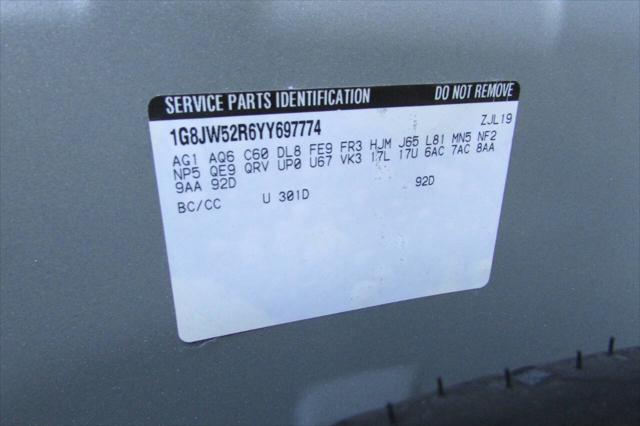 SERVICE PARTS IDENTIFICATION DO NOT REMOVE
1G8JW52R6YY697774 ZJL19
AG1 AQ6 C60 DL8 FE9 FR3 HJM J65 L81 MN5 NF2
NP5 QE9 QRV UP0 U67 VK3 17L 17U 6AC 7AC 8AA
9AA 92D
BC/CC U 301D 92D